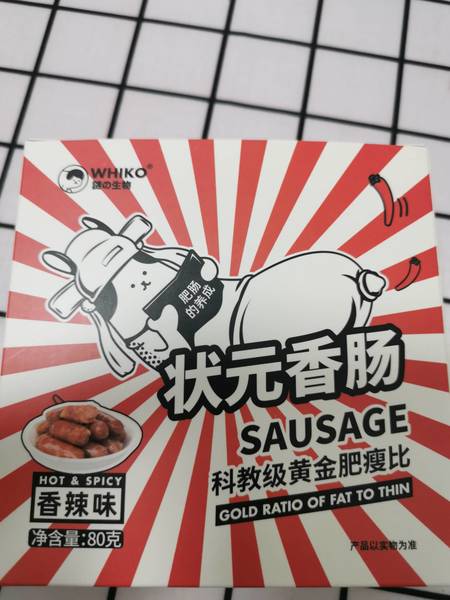 WHIKO®
謎の生物
肥肠
的养成
状元香肠
SAUSAGE
科教级黄金肥瘦比
GOLD RATIO OF FAT TO THIN
HOT & SPICY
香辣味
净含量:80克
产品以实物为准